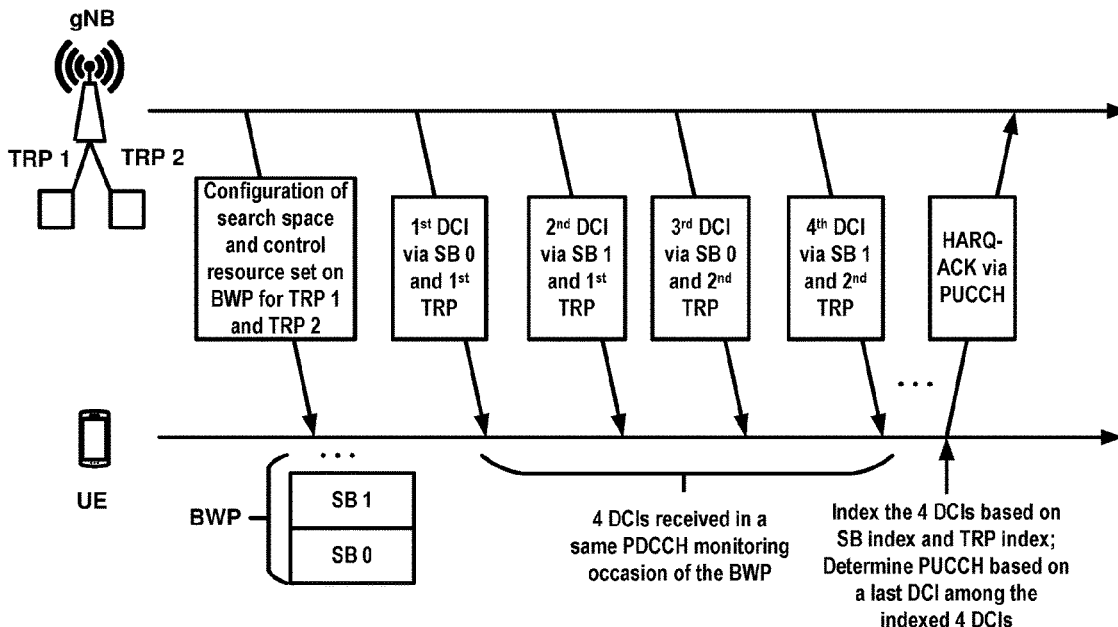 gNB
TRP 1 TRP 2
Configuration of
search space
and control
resource set on
BWP for TRP 1
and TRP 2
1st DCI
via SB 0
and 1st
TRP
2nd DCI
via SB 1
and 1st
TRP
3rd DCI
via SB 0
and 2nd
TRP
4th DCI
via SB 1
and 2nd
TRP
HARQ-
ACK via
PUCCH
...
UE
BWP
...
SB 1
SB 0
4 DCIs received in a
same PDCCH monitoring
occasion of the BWP
Index the 4 DCIs based on
SB index and TRP index;
Determine PUCCH based on
a last DCI among the
indexed 4 DCIs